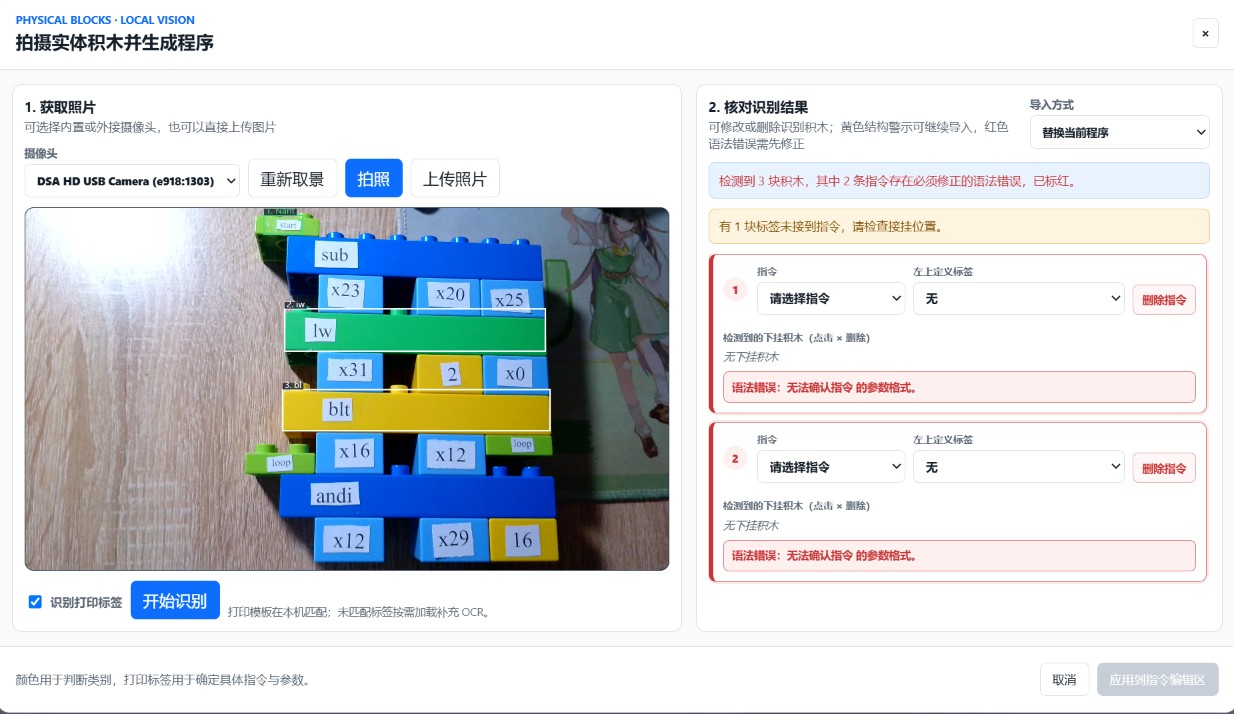 PHYSICAL BLOCKS · LOCAL VISION
拍摄实体积木并生成程序
×
1. 获取照片
可选择内置或外接摄像头，也可以直接上传图片
摄像头
DSA HD USB Camera (e918:1303)
重新取景
拍照
上传照片
start
sub
x23
x20
x25
2. lw
lw
x31
2
x0
3. bl
blt
x16
x12
loop
loop
andi
x12
x29
16
识别打印标签
开始识别
打印模板在本机匹配；未匹配标签按需加载补充 OCR。
2. 核对识别结果
可修改或删除识别积木；黄色结构警示可继续导入，红色
语法错误需先修正
导入方式
替换当前程序
检测到 3 块积木，其中 2 条指令存在必须修正的语法错误，已标红。
有 1 块标签未接到指令，请检查接挂位置。
1
指令
请选择指令
左上定义标签
无
删除指令
检测到的下挂积木（点击 × 删除）
无下挂积木
语法错误：无法确认指令 的参数格式。
2
指令
请选择指令
左上定义标签
无
删除指令
检测到的下挂积木（点击 × 删除）
无下挂积木
语法错误：无法确认指令 的参数格式。
颜色用于判断类别，打印标签用于确定具体指令与参数。
取消
应用到指令编辑区